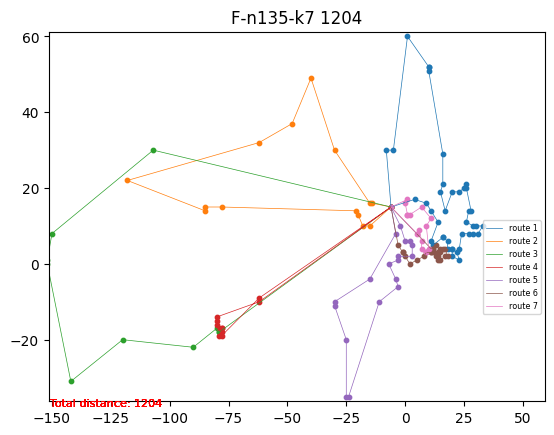 F-n135-k7 1204
60
40
20
0
−20
−150
−125
−100
−75
−50
−25
0
25
50
route 1
route 2
route 3
route 4
route 5
route 6
route 7
Total distance: 1204